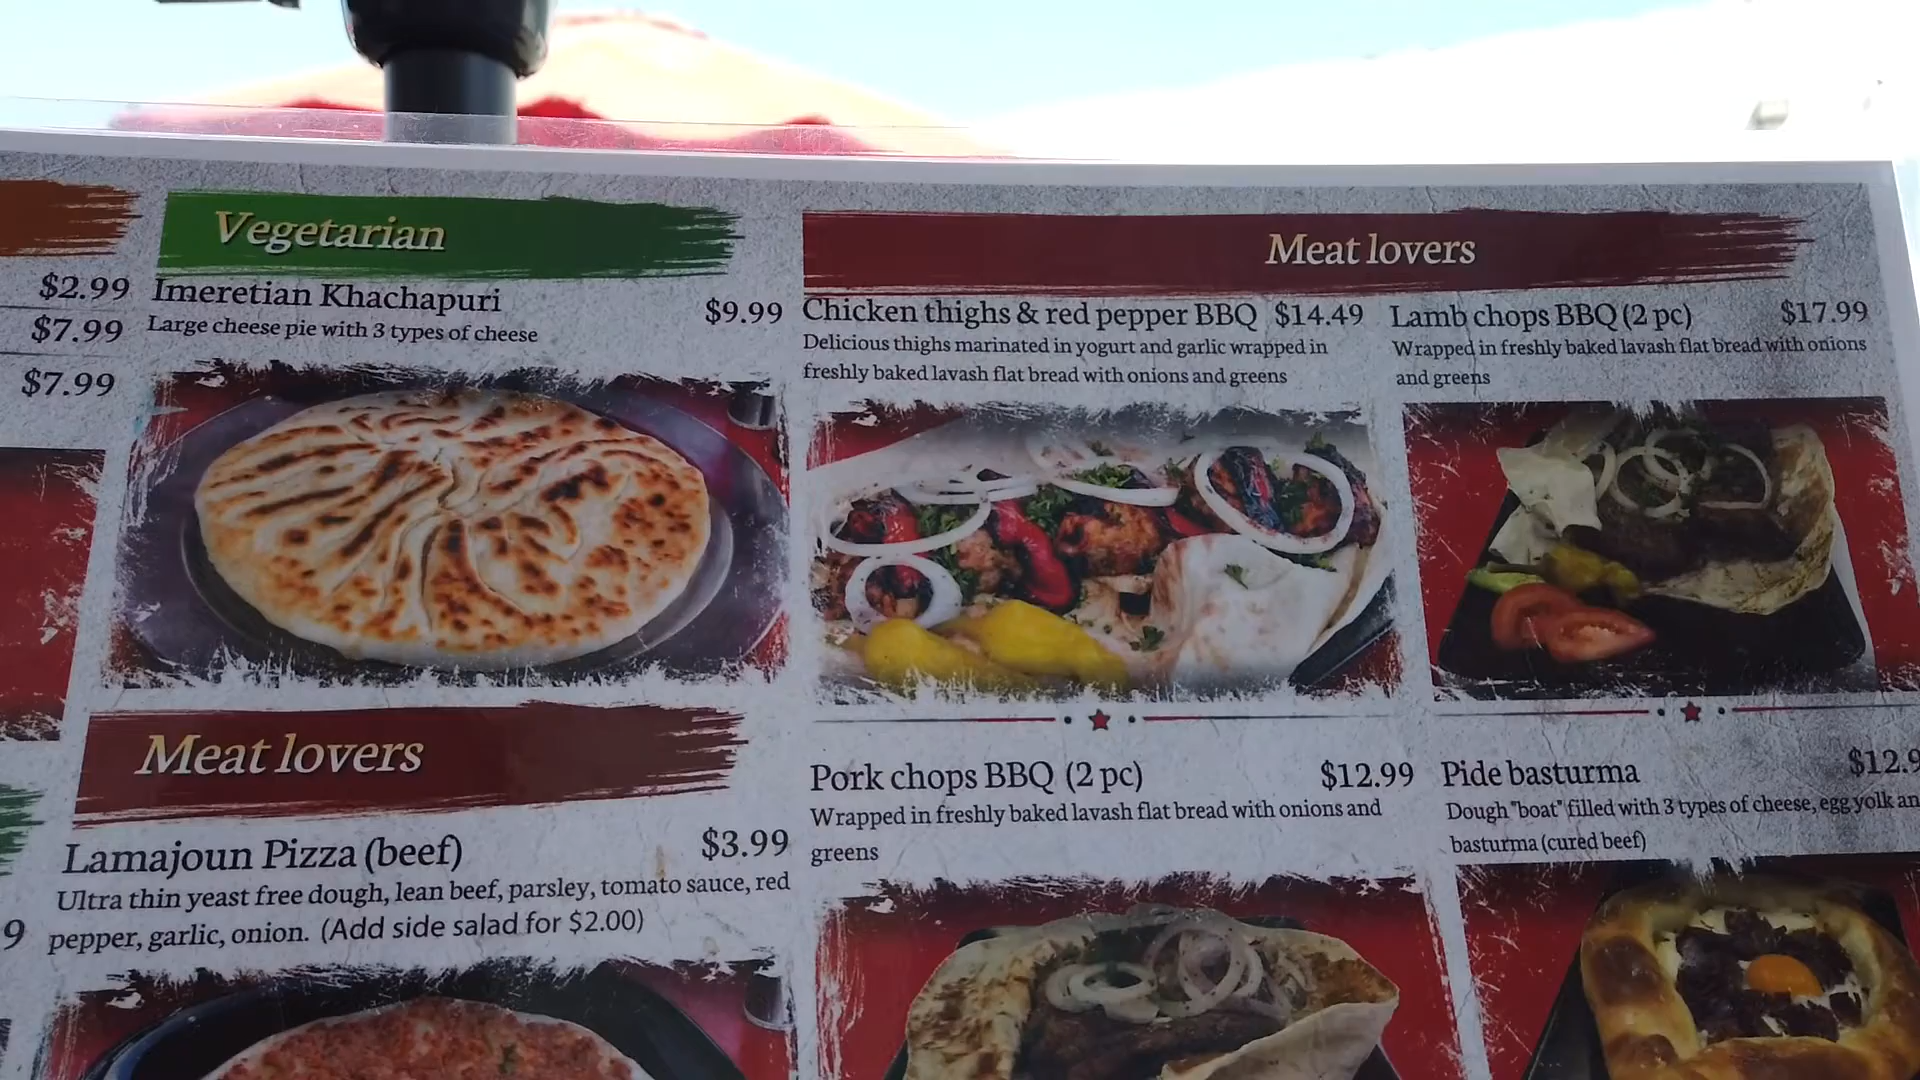 $2.99
$7.99
$7.99
9
Vegetarian
Imeretian Khachapuri $9.99
Large cheese pie with 3 types of cheese
Meat lovers
Lamajoun Pizza (beef) $3.99
Ultra thin yeast free dough, lean beef, parsley, tomato sauce, red
pepper, garlic, onion. (Add side salad for $2.00)
Meat lovers
Chicken thighs & red pepper BBQ $14.49
Delicious thighs marinated in yogurt and garlic wrapped in
freshly baked lavash flat bread with onions and greens
Pork chops BBQ (2 pc) $12.99
Wrapped in freshly baked lavash flat bread with onions and
greens
Lamb chops BBQ (2 pc) $17.99
Wrapped in freshly baked lavash flat bread with onions
and greens
Pide basturma $12.9
Dough "boat" filled with 3 types of cheese, egg yolk an
basturma (cured beef)